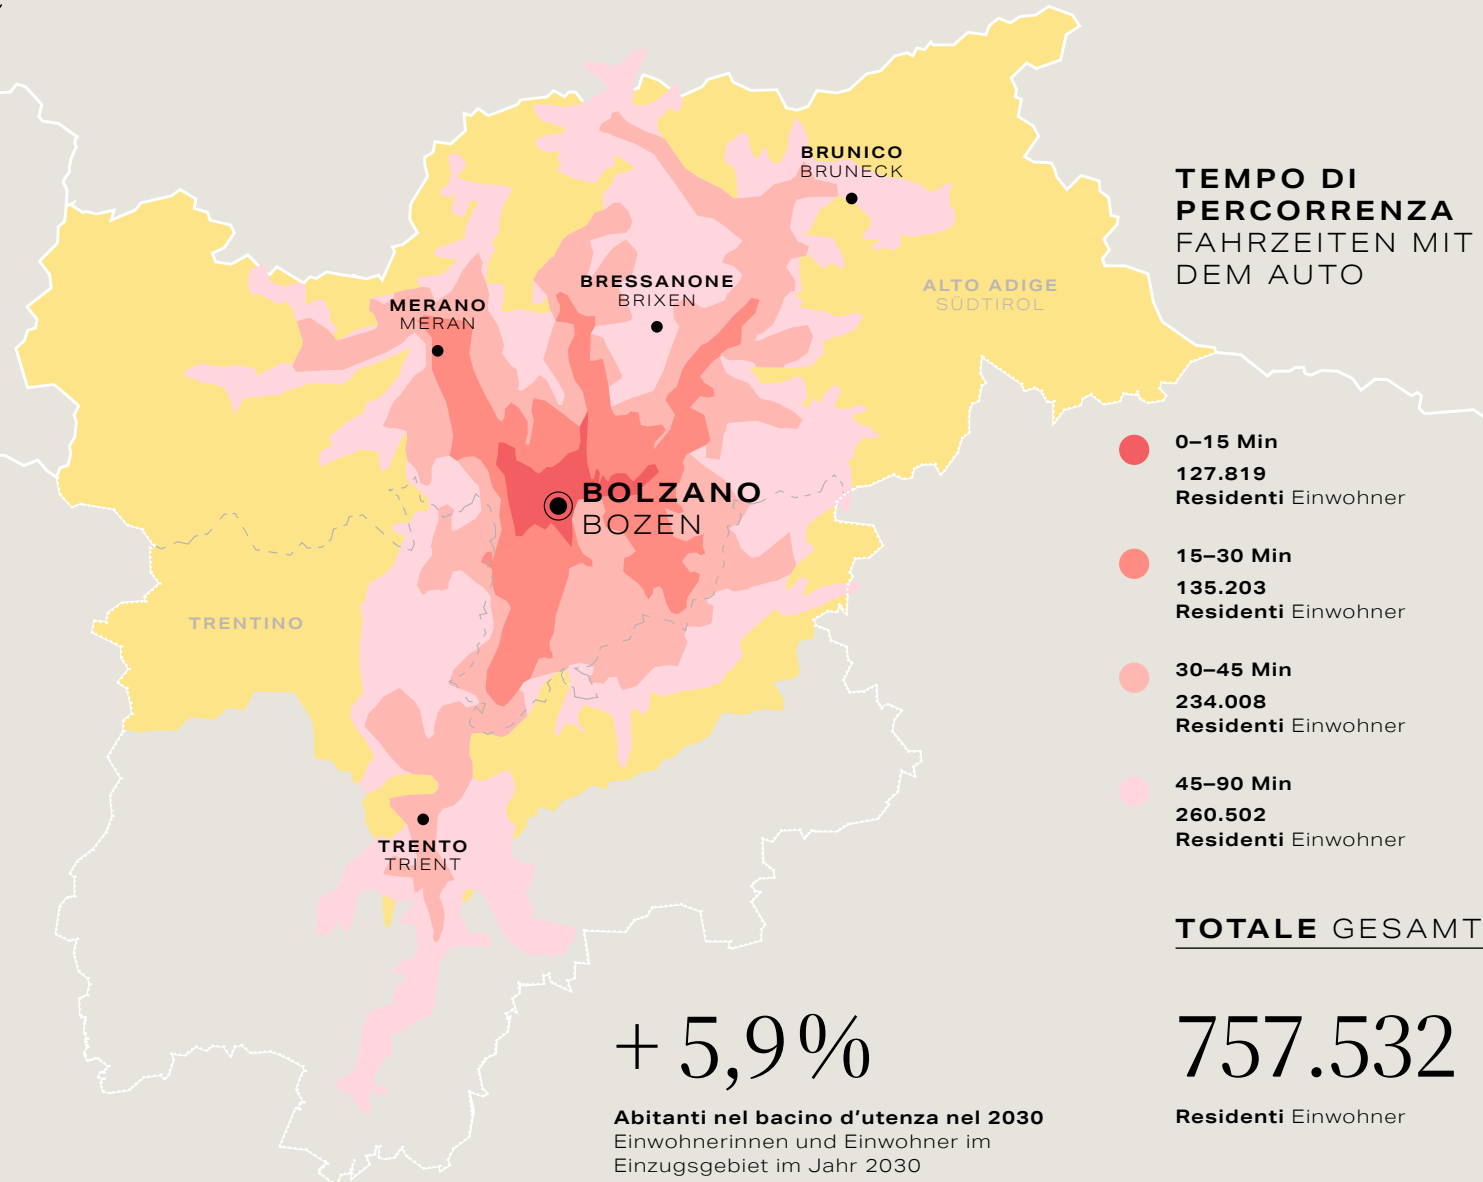 BRUNICO
BRUNECK
BRESSANONE
BRIXEN
MERANO
MERAN
ALTO ADIGE
SÜDTIROL
BOLZANO
BOZEN
TRENTINO
TRENTO
TRIENT
TEMPO DI
PERCORRENZA
FAHRZEITEN MIT
DEM AUTO
0–15 Min
127.819
Residenti Einwohner
15–30 Min
135.203
Residenti Einwohner
30–45 Min
234.008
Residenti Einwohner
45–90 Min
260.502
Residenti Einwohner
TOTALE GESAMT
757.532
Residenti Einwohner
+ 5,9 %
Abitanti nel bacino d’utenza nel 2030
Einwohnerinnen und Einwohner im
Einzugsgebiet im Jahr 2030